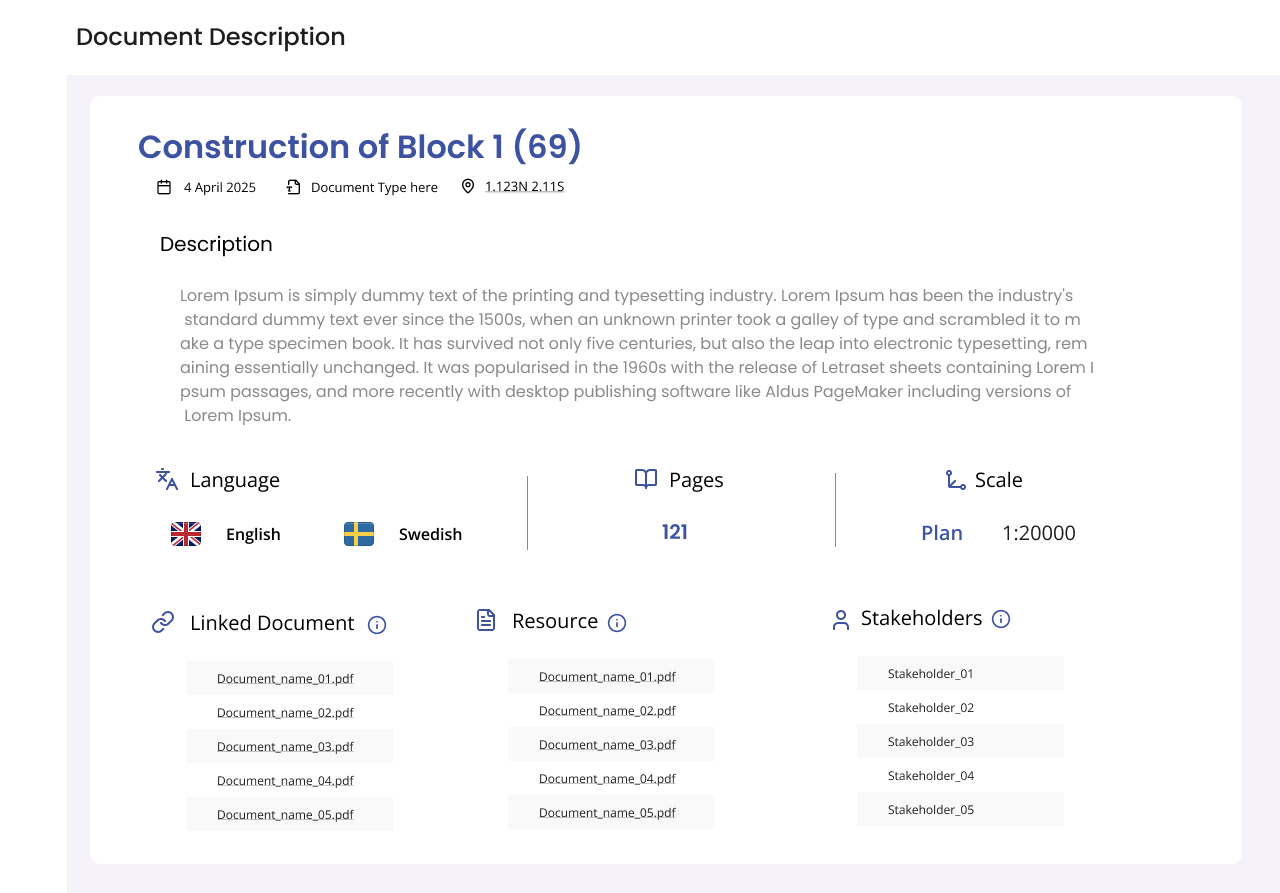 Document Description
Construction of Block 1 (69)
4 April 2025 Document Type here 1.123N 2.11S
Description
Lorem Ipsum is simply dummy text of the printing and typesetting industry. Lorem Ipsum has been the industry's
standard dummy text ever since the 1500s, when an unknown printer took a galley of type and scrambled it to m
ake a type specimen book. It has survived not only five centuries, but also the leap into electronic typesetting, rem
aining essentially unchanged. It was popularised in the 1960s with the release of Letraset sheets containing Lorem I
psum passages, and more recently with desktop publishing software like Aldus PageMaker including versions of
Lorem Ipsum.
Language
English Swedish
Pages
121
Scale
Plan 1:20000
Linked Document
Document_name_01.pdf
Document_name_02.pdf
Document_name_03.pdf
Document_name_04.pdf
Document_name_05.pdf
Resource
Document_name_01.pdf
Document_name_02.pdf
Document_name_03.pdf
Document_name_04.pdf
Document_name_05.pdf
Stakeholders
Stakeholder_01
Stakeholder_02
Stakeholder_03
Stakeholder_04
Stakeholder_05